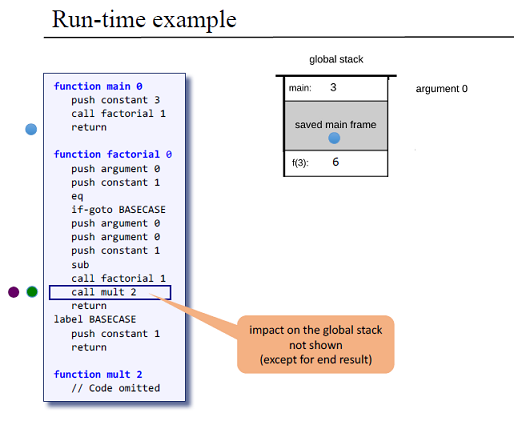 Run-time example
global stack
function main 0
push constant 3
call factorial 1
return
function factorial 0
push argument 0
push constant 1
eq
if-goto BASECASE
push argument 0
push argument 0
push constant 1
sub
call factorial 1
call mult 2
return
label BASECASE
push constant 1
return
function mult 2
// Code omitted
main: 3
saved main frame
f(3): 6
argument 0
impact on the global stack
not shown
(except for end result)